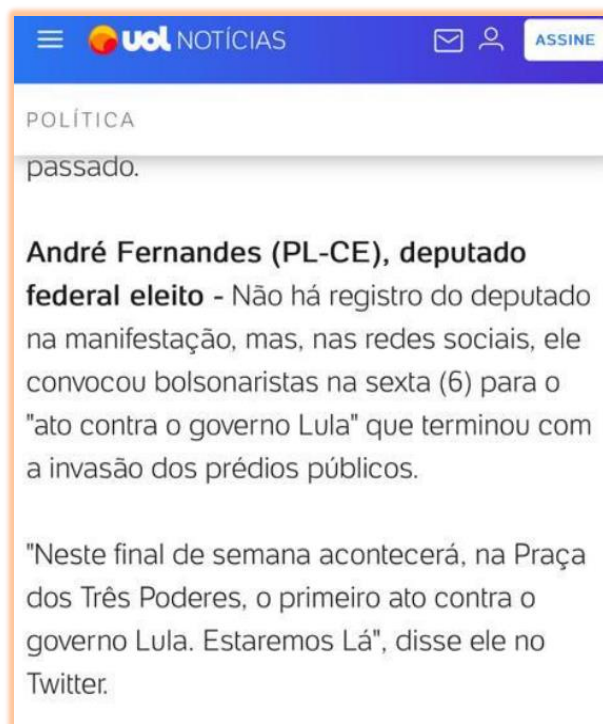 uol NOTÍCIAS
ASSINE
POLÍTICA
passado.
André Fernandes (PL-CE), deputado
federal eleito - Não há registro do deputado
na manifestação, mas, nas redes sociais, ele
convocou bolsonaristas na sexta (6) para o
"ato contra o governo Lula" que terminou com
a invasão dos prédios públicos.
"Neste final de semana acontecerá, na Praça
dos Três Poderes, o primeiro ato contra o
governo Lula. Estaremos Lá", disse ele no
Twitter.